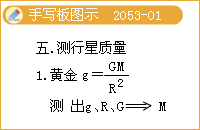 手写板图示 2053-01
五.测行星质量
1.黄金 g=GM/R²
测 出g、R、G⟹ M